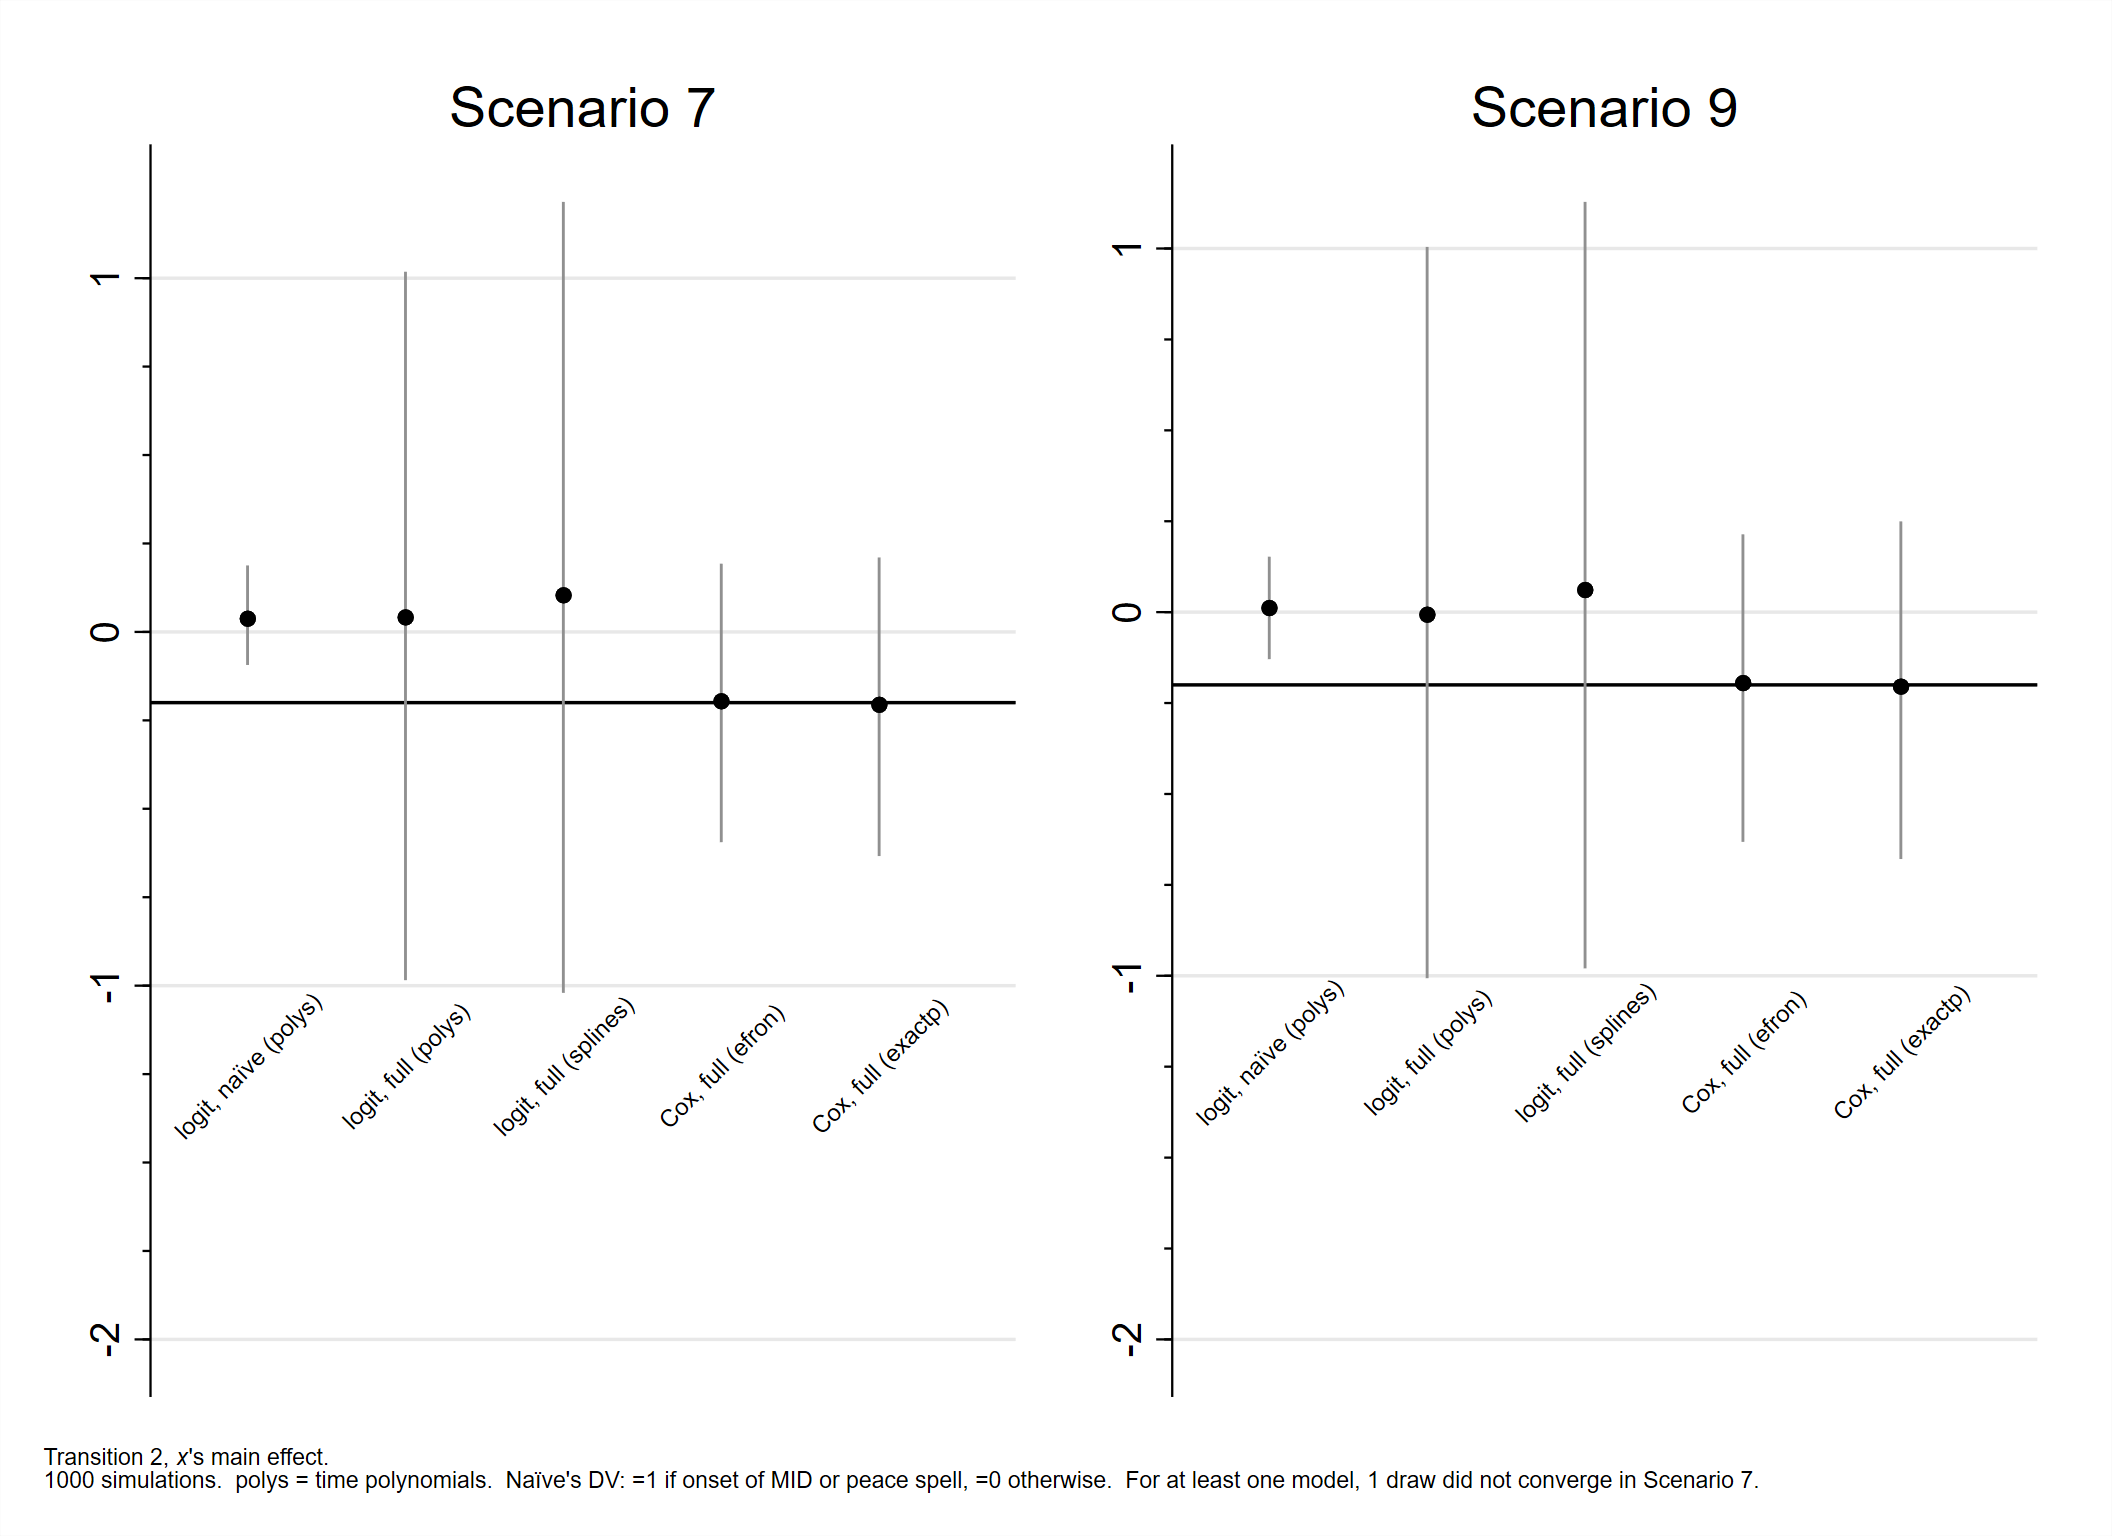 Scenario 7
1
0
-1
-2
logit, naïve (polys)
logit, full (polys)
logit, full (splines)
Cox, full (efron)
Cox, full (exactp)
Scenario 9
1
0
-1
-2
logit, naïve (polys)
logit, full (polys)
logit, full (splines)
Cox, full (efron)
Cox, full (exactp)
Transition 2, x's main effect.
1000 simulations.  polys = time polynomials.  Naïve's DV: =1 if onset of MID or peace spell, =0 otherwise.  For at least one model, 1 draw did not converge in Scenario 7.